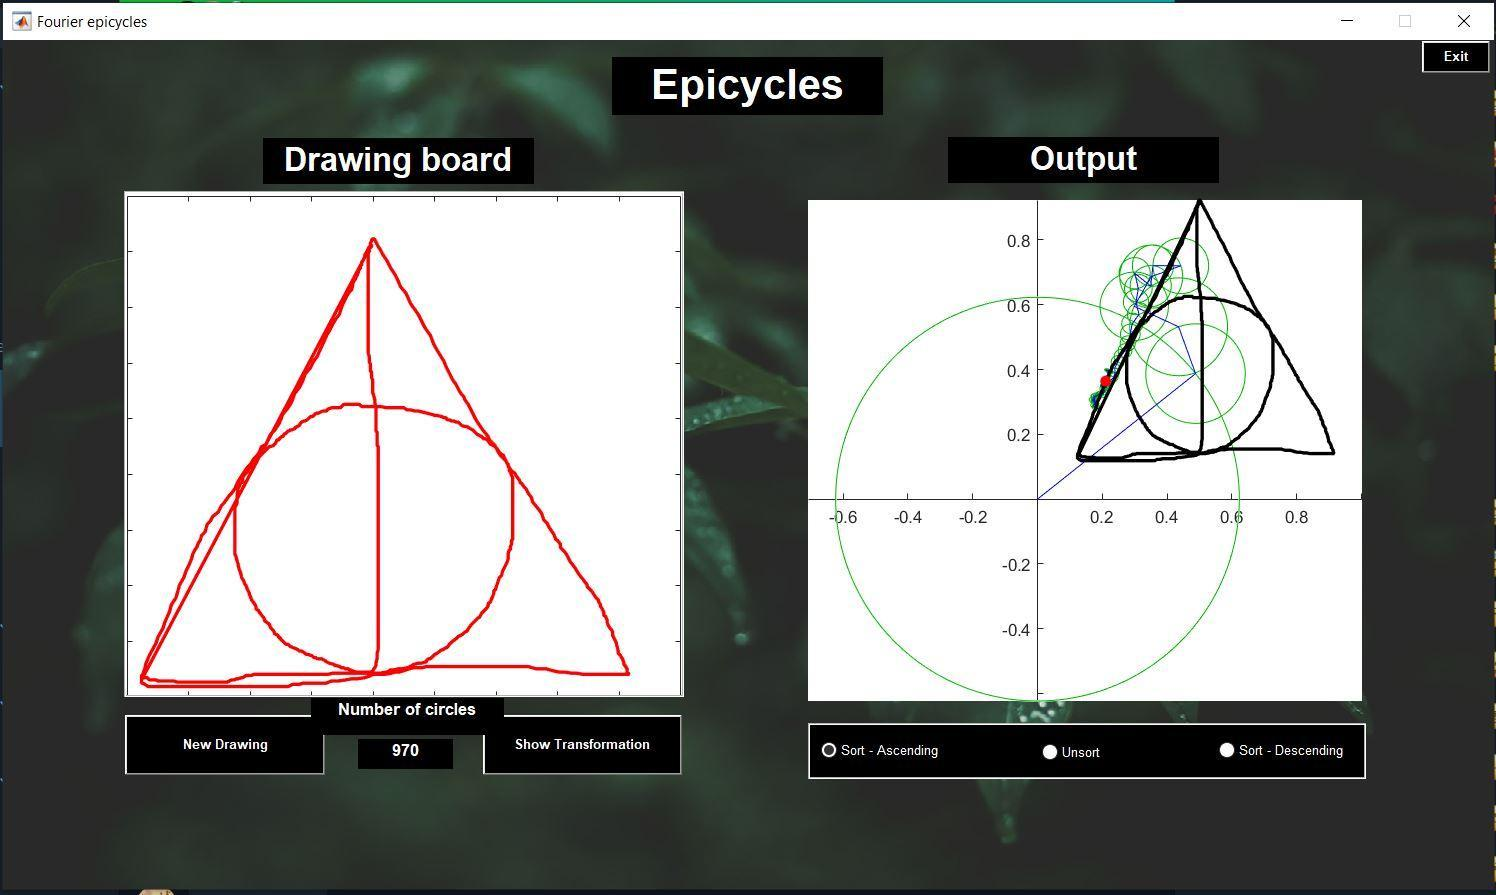 Fourier epicycles
Exit
Epicycles
Drawing board
Output
0.8
0.6
0.4
0.2
-0.6 -0.4 -0.2 0.2 0.4 0.6 0.8
-0.2
-0.4
Number of circles
New Drawing
970
Show Transformation
Sort - Ascending
Unsort
Sort - Descending